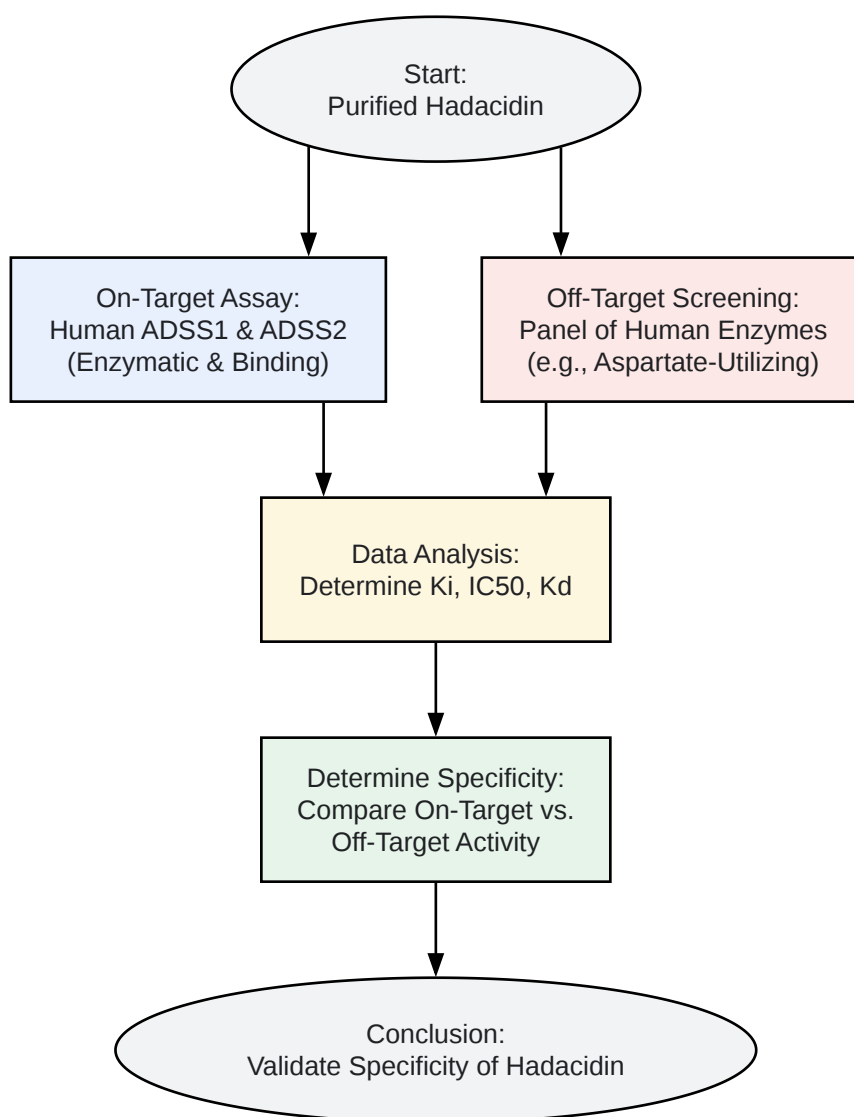 Start:
Purified Hadacidin
On-Target Assay:
Human ADSS1 & ADSS2
(Enzymatic & Binding)
Off-Target Screening:
Panel of Human Enzymes
(e.g., Aspartate-Utilizing)
Data Analysis:
Determine Ki, IC50, Kd
Determine Specificity:
Compare On-Target vs.
Off-Target Activity
Conclusion:
Validate Specificity of Hadacidin